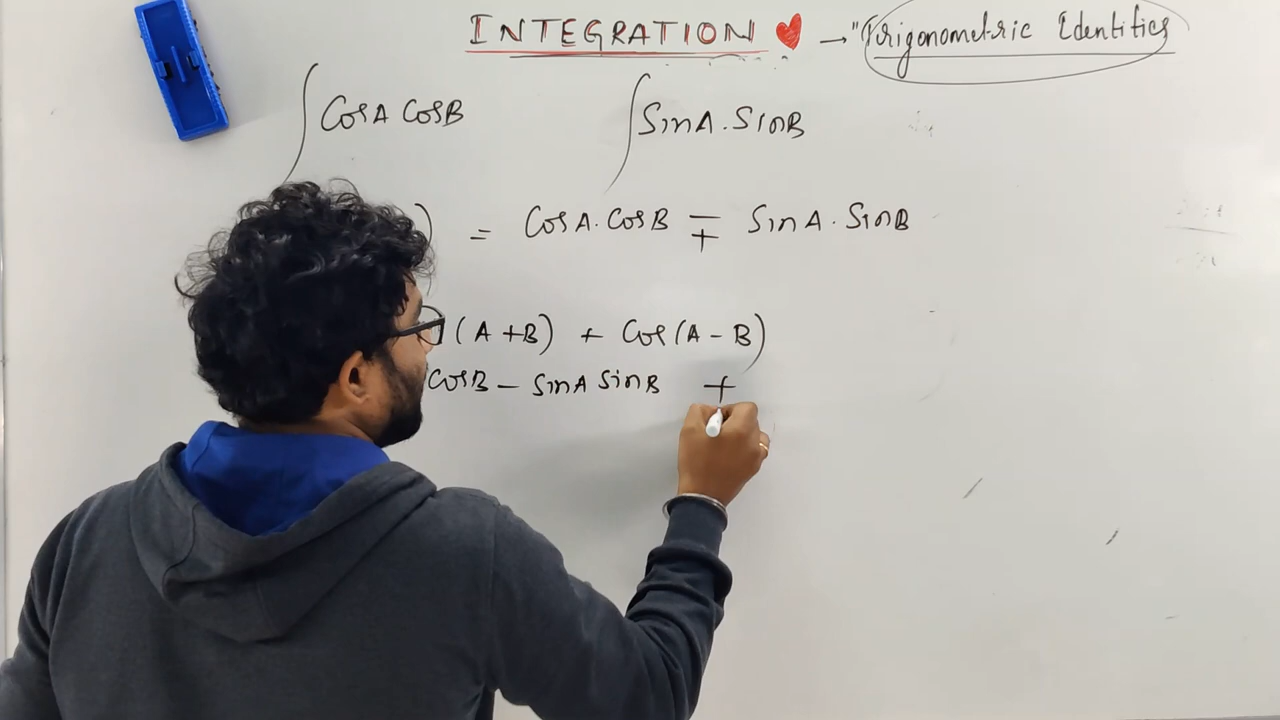 INTEGRATION ❤ → "Trigonometric Identities
∫ CosA CosB ∫ SinA . SinB
) = CosA . CosB ∓ SinA . SinB
(A + B) + Cos(A - B)
CosB - SinA SinB +